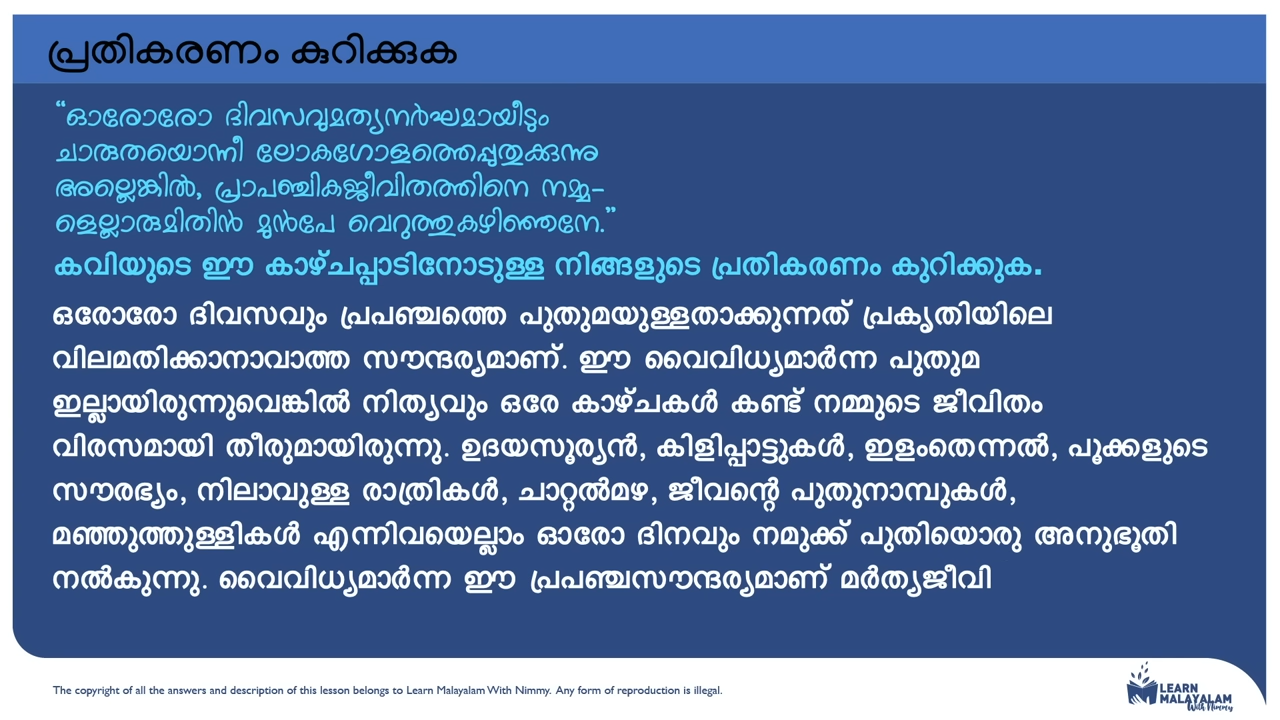 പ്രതികരണം കുറിക്കുക
“ഓരോരോ ദിവസവുമത്യനർഘമായീടും
ചാരുതയൊന്നീ ലോകഗോളത്തെപ്പുതുക്കുന്നു
അല്ലെങ്കിൽ, പ്രാപഞ്ചികജീവിതത്തിനെ നമ്മ–
ളെല്ലാരുമിതിൻ മുൻപേ വെറുത്തുകഴിഞ്ഞേനേ.”
കവിയുടെ ഈ കാഴ്ചപ്പാടിനോടുള്ള നിങ്ങളുടെ പ്രതികരണം കുറിക്കുക.
ഒരോരോ ദിവസവും പ്രപഞ്ചത്തെ പുതുമയുള്ളതാക്കുന്നത് പ്രകൃതിയിലെ
വിലമതിക്കാനാവാത്ത സൗന്ദര്യമാണ്. ഈ വൈവിധ്യമാർന്ന പുതുമ
ഇല്ലായിരുന്നുവെങ്കിൽ നിത്യവും ഒരേ കാഴ്ചകൾ കണ്ട് നമ്മുടെ ജീവിതം
വിരസമായി തീരുമായിരുന്നു. ഉദയസൂര്യൻ, കിളിപ്പാട്ടുകൾ, ഇളംതെന്നൽ, പൂക്കളുടെ
സൗരഭ്യം, നിലാവുള്ള രാത്രികൾ, ചാറ്റൽമഴ, ജീവന്റെ പുതുനാമ്പുകൾ,
മഞ്ഞുത്തുള്ളികൾ എന്നിവയെല്ലാം ഓരോ ദിനവും നമുക്ക് പുതിയൊരു അനുഭൂതി
നൽകുന്നു. വൈവിധ്യമാർന്ന ഈ പ്രപഞ്ചസൗന്ദര്യമാണ് മർത്യജീവി
The copyright of all the answers and description of this lesson belongs to Learn Malayalam With Nimmy. Any form of reproduction is illegal.
LEARN
MALAYALAM
With Nimmy